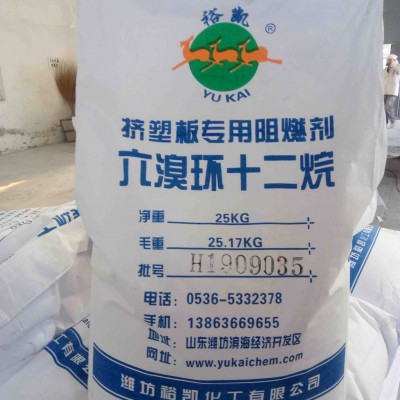 裕凯
®
YU KAI
挤塑板专用阻燃剂
六溴环十二烷
净重 25KG
毛重 25.17KG
批号 H1909035
电话：0536-5332378
手机：13863669655
地址：山东潍坊滨海经济开发区
网址：www.yukaichem.com
潍坊裕凯化工有限公司